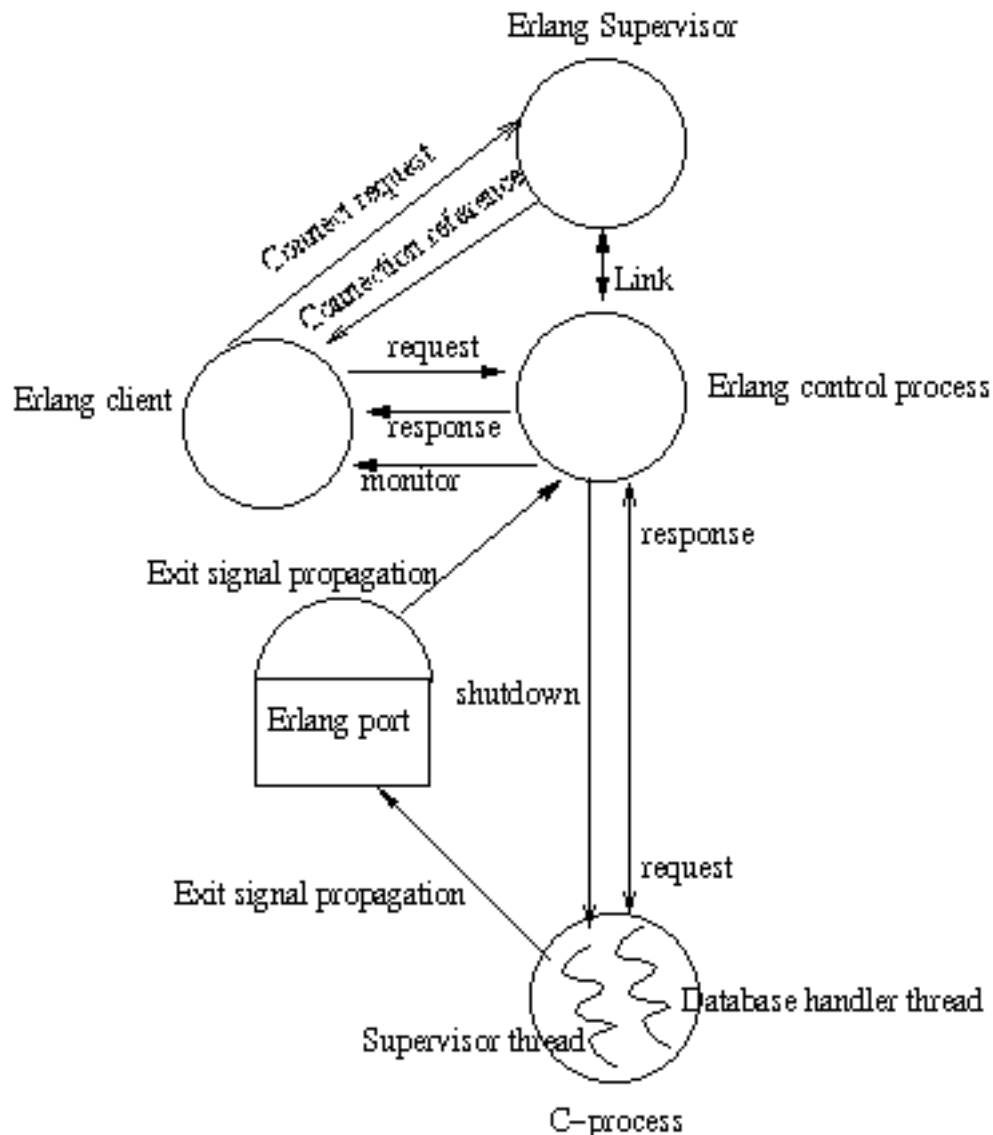 Erlang Supervisor
Connect request
Connection reference
Link
request
Erlang client
Erlang control process
response
monitor
response
Exit signal propagation
shutdown
Erlang port
request
Exit signal propagation
Database handler thread
Supervisor thread
C-process